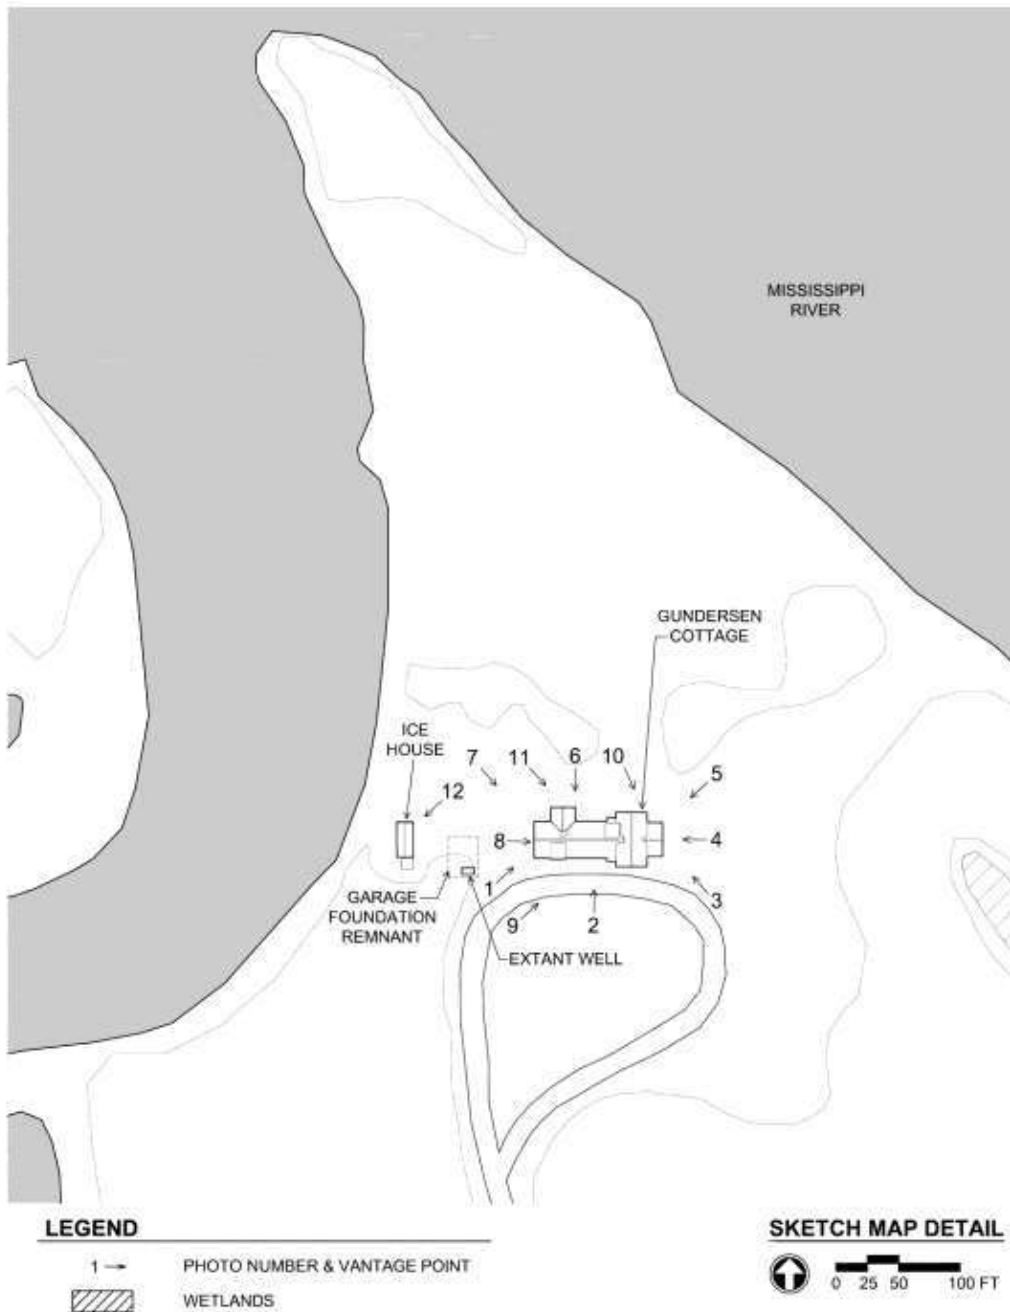 MISSISSIPPI
RIVER
GUNDERSEN
COTTAGE
ICE
HOUSE
7
11
6
10
5
12
8
4
1
GARAGE
FOUNDATION
REMNANT
9
2
3
EXTANT WELL
LEGEND
1 → PHOTO NUMBER & VANTAGE POINT
WETLANDS
SKETCH MAP DETAIL
0 25 50 100 FT